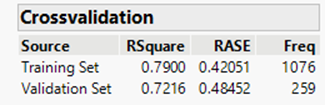 Crossvalidation
Source RSquare RASE Freq
Training Set 0.7900 0.42051 1076
Validation Set 0.7216 0.48452 259